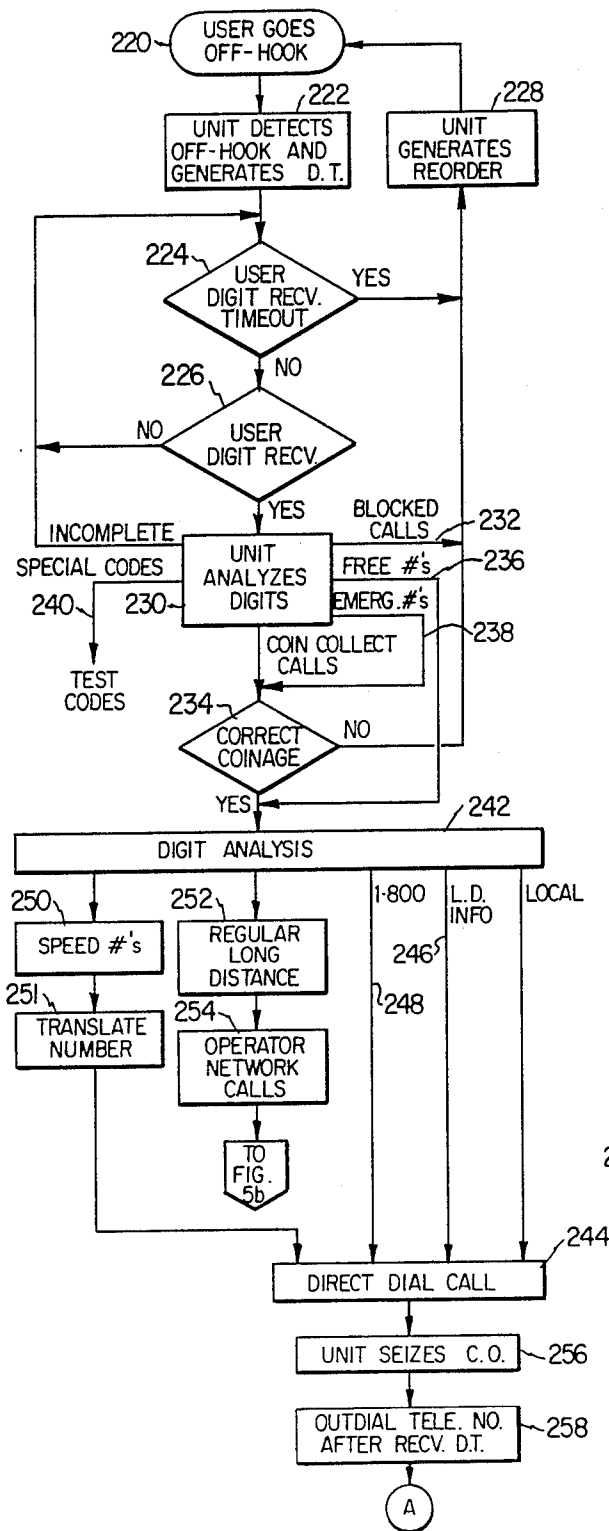 220
USER GOES
OFF-HOOK
222
UNIT DETECTS
OFF-HOOK AND
GENERATES D.T.
228
UNIT
GENERATES
REORDER
224
USER
DIGIT RECV.
TIMEOUT
YES
NO
226
USER
DIGIT RECV.
NO
YES
INCOMPLETE
SPECIAL CODES
240
TEST
CODES
230
UNIT
ANALYZES
DIGITS
BLOCKED
CALLS
232
FREE #'s
236
EMERG. #'s
238
COIN COLLECT
CALLS
234
CORRECT
COINAGE
NO
YES
242
DIGIT ANALYSIS
250
SPEED #'s
251
TRANSLATE
NUMBER
252
REGULAR
LONG
DISTANCE
254
OPERATOR
NETWORK
CALLS
TO
FIG.
5b
1-800
248
L.D.
INFO
246
LOCAL
2
244
DIRECT DIAL CALL
UNIT SEIZES C.O.
256
OUTDIAL TELE. NO.
AFTER RECV. D.T.
258
A